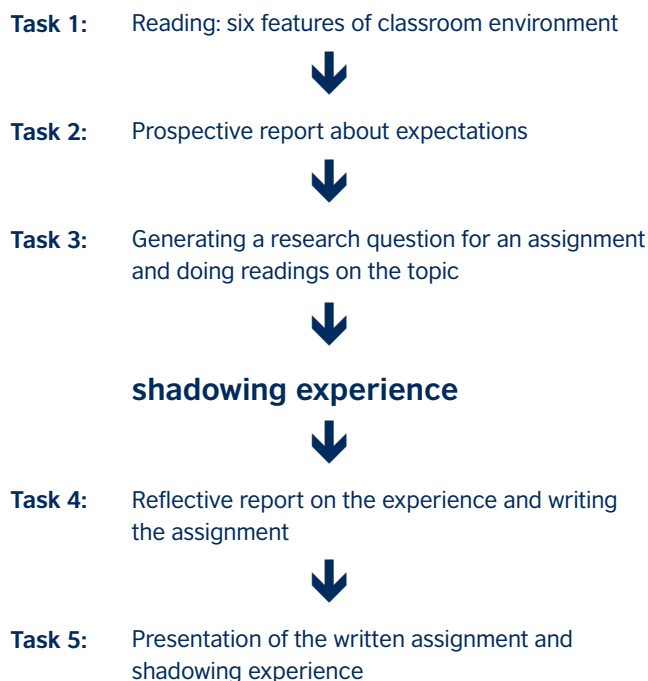 Task 1: Reading: six features of classroom environment
Task 2: Prospective report about expectations
Task 3: Generating a research question for an assignment
and doing readings on the topic
shadowing experience
Task 4: Reflective report on the experience and writing
the assignment
Task 5: Presentation of the written assignment and
shadowing experience